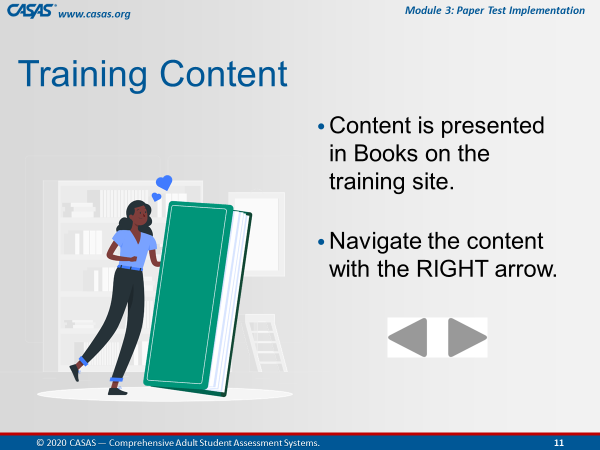 CASAS® www.casas.org
Module 3: Paper Test Implementation
Training Content
• Content is presented
in Books on the
training site.
• Navigate the content
with the RIGHT arrow.
© 2020 CASAS — Comprehensive Adult Student Assessment Systems.
11